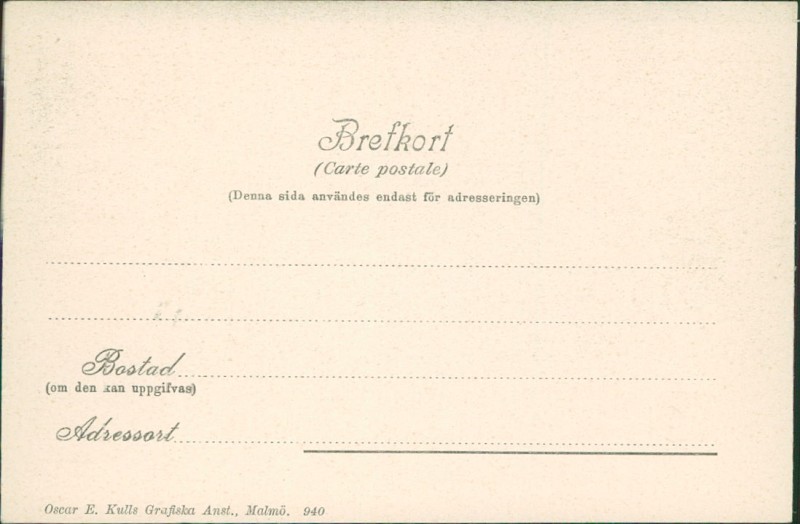 Brefkort
(Carte postale)
(Denna sida användes endast för adresseringen)
Bostad
(om den kan uppgifvas)
Adressort
Oscar E. Kulls Grafiska Anst., Malmö. 940